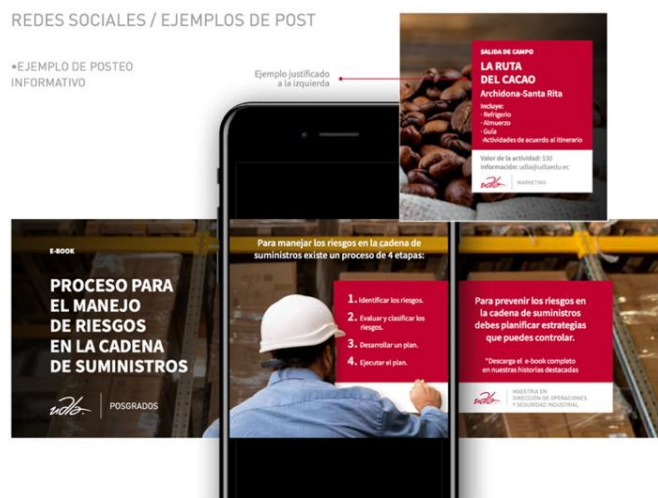 REDES SOCIALES / EJEMPLOS DE POST
•EJEMPLO DE POSTEO
INFORMATIVO
Ejemplo justificado
a la izquierda
SALIDA DE CAMPO
LA RUTA
DEL CACAO
Archidona-Santa Rita
Incluye:
· Refrigerio
· Almuerzo
· Guía
·Actividades de acuerdo al itinerario
Valor de la actividad: $30
Información: udla@udlaedu.ec
udla
MARKETING
E-BOOK
PROCESO PARA
EL MANEJO
DE RIESGOS
EN LA CADENA
DE SUMINISTROS
udla
POSGRADOS
Para manejar los riesgos en la cadena de
suministros existe un proceso de 4 etapas:
1. Identificar los riesgos.
2. Evaluar y clasificar los
riesgos.
3. Desarrollar un plan.
4. Ejecutar el plan.
Para prevenir los riesgos en
la cadena de suministros
debes planificar estrategias
que puedes controlar.
*Descarga el e-book completo
en nuestras historias destacadas
udla
MAESTRÍA EN
DIRECCIÓN DE OPERACIONES
Y SEGURIDAD INDUSTRIAL